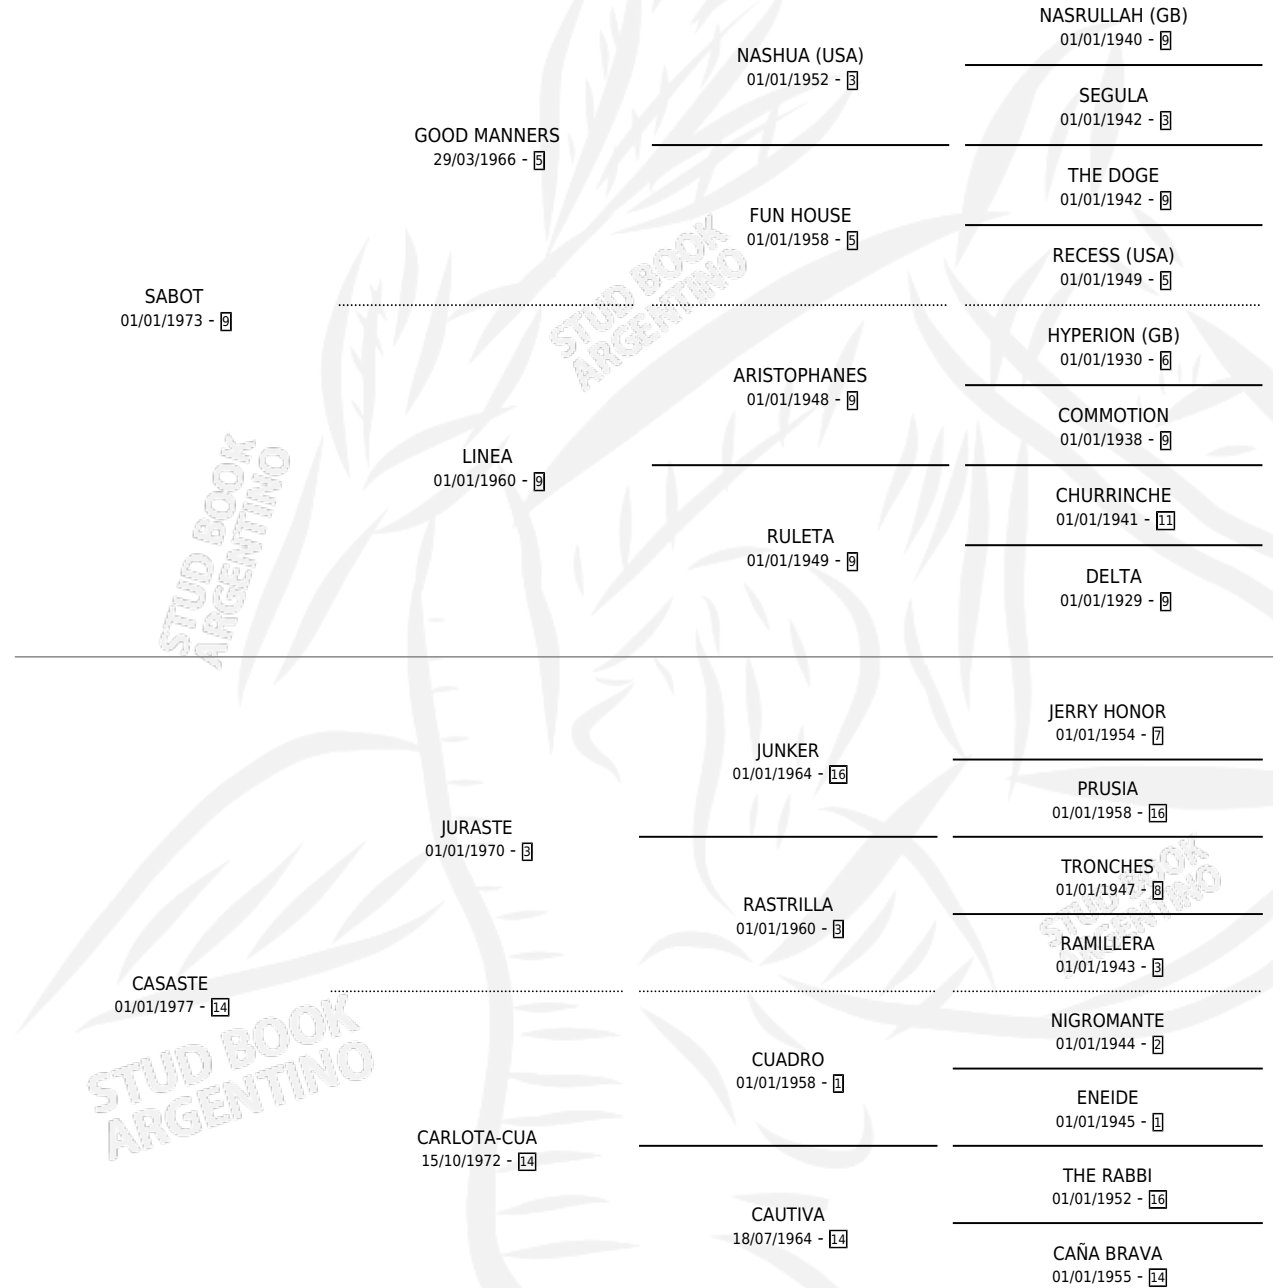 NASRULLAH (GB)
01/01/1940 - 9
NASHUA (USA)
01/01/1952 - 3
SEGULA
01/01/1942 - 3
GOOD MANNERS
29/03/1966 - 5
THE DOGE
01/01/1942 - 9
FUN HOUSE
01/01/1958 - 5
RECESS (USA)
01/01/1949 - 5
SABOT
01/01/1973 - 9
HYPERION (GB)
01/01/1930 - 6
ARISTOPHANES
01/01/1948 - 9
COMMOTION
01/01/1938 - 9
LINEA
01/01/1960 - 9
CHURRINCHE
01/01/1941 - 11
RULETA
01/01/1949 - 9
DELTA
01/01/1929 - 9
JERRY HONOR
01/01/1954 - 7
JUNKER
01/01/1964 - 16
PRUSIA
01/01/1958 - 16
JURASTE
01/01/1970 - 3
TRONCHES
01/01/1947 - 8
RASTRILLA
01/01/1960 - 3
RAMILLERA
01/01/1943 - 3
CASASTE
01/01/1977 - 14
NIGROMANTE
01/01/1944 - 2
CUADRO
01/01/1958 - 1
ENEIDE
01/01/1945 - 1
CARLOTA-CUA
15/10/1972 - 14
THE RABBI
01/01/1952 - 16
CAUTIVA
18/07/1964 - 14
CAÑA BRAVA
01/01/1955 - 14
STUD BOOK
ARGENTINO
STUD BOOK
ARGENTINO
STUD BOOK
ARGENTINO
STUD BOOK
ARGENTINO